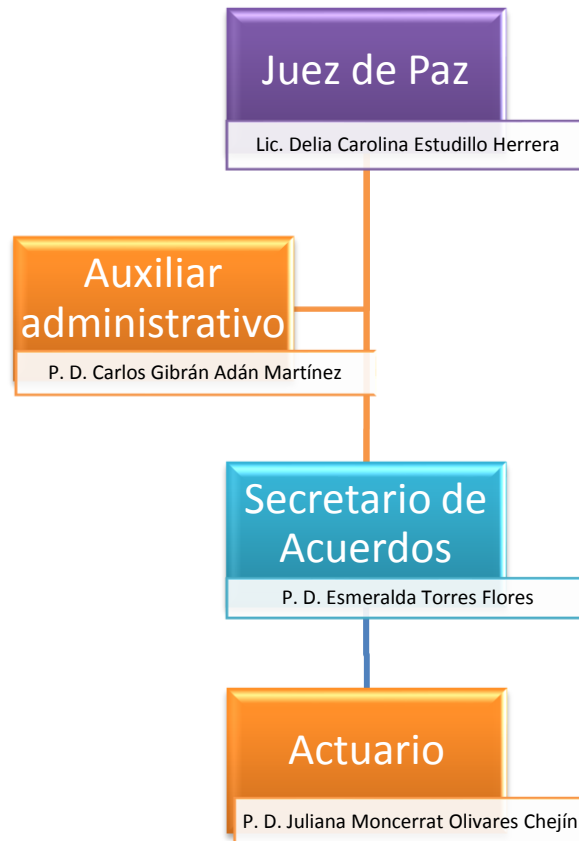 Juez de Paz
Lic. Delia Carolina Estudillo Herrera
Auxiliar
administrativo
P. D. Carlos Gibrán Adán Martínez
Secretario de
Acuerdos
P. D. Esmeralda Torres Flores
Actuario
P. D. Juliana Moncerrat Olivares Chejín